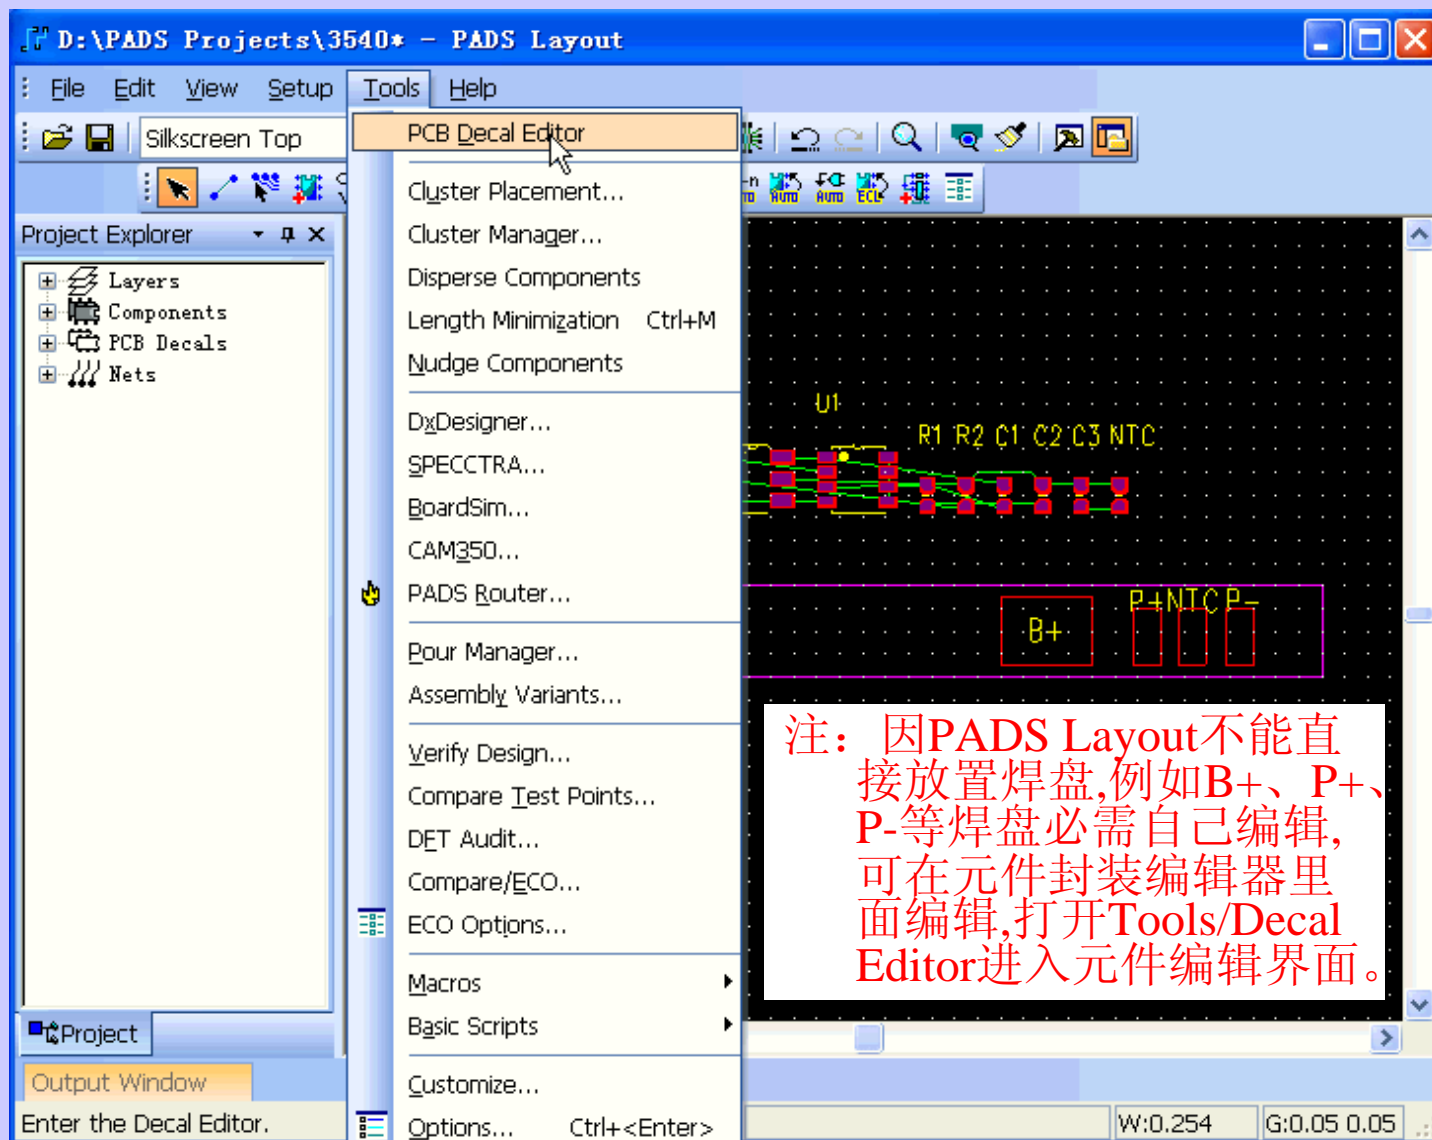 D:\PADS Projects\3540* - PADS Layout
File Edit View Setup Tools Help
Silkscreen Top
PCB Decal Editor
Cluster Placement...
Cluster Manager...
Disperse Components
Length Minimization Ctrl+M
Nudge Components
DxDesigner...
SPECCTRA...
BoardSim...
CAM350...
PADS Router...
Pour Manager...
Assembly Variants...
Verify Design...
Compare Test Points...
DFT Audit...
Compare/ECO...
ECO Options...
Macros
Basic Scripts
Customize...
Options... Ctrl+<Enter>
AUTO AUTO ECL
Project Explorer
Layers
Components
PCB Decals
Nets
Project
Output Window
Enter the Decal Editor.
U1
R1 R2 C1 C2 C3 NTC
B+
P+ NTC P-
注：因PADS Layout不能直
接放置焊盘,例如B+、P+、
P-等焊盘必需自己编辑,
可在元件封装编辑器里
面编辑,打开Tools/Decal
Editor进入元件编辑界面。
W:0.254 G:0.05 0.05